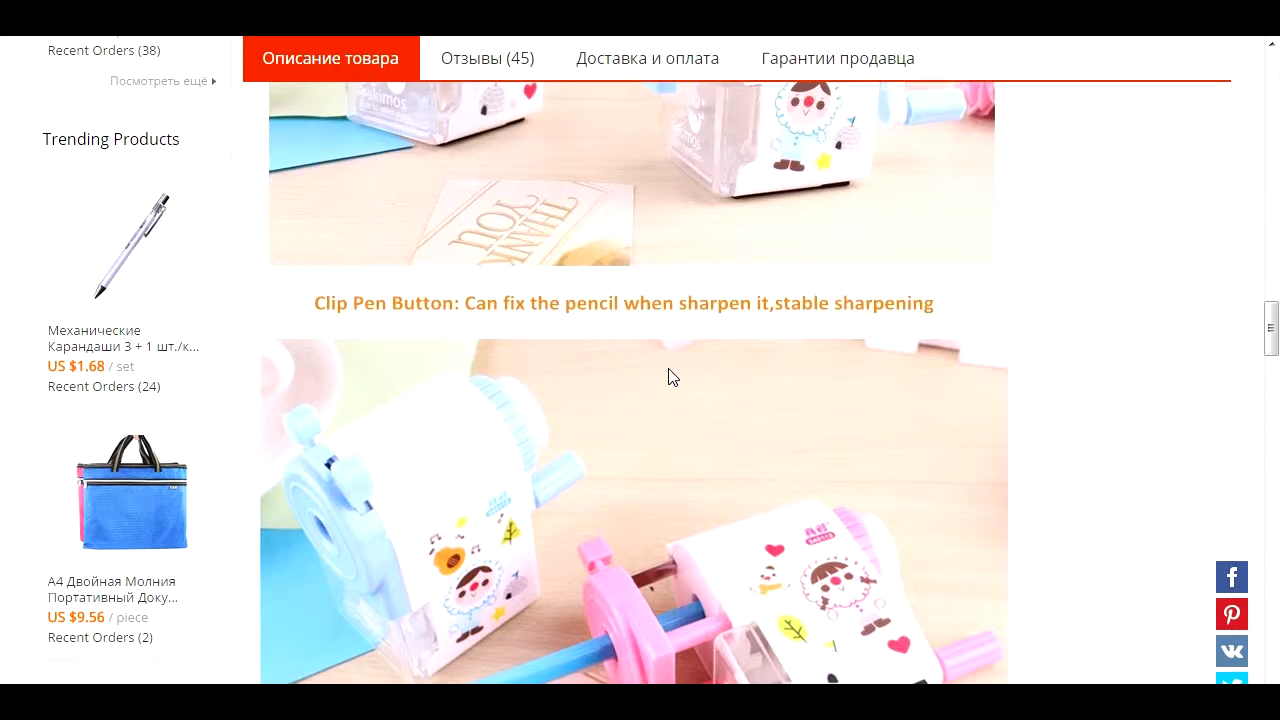 Recent Orders (38)
Посмотреть ещё
Описание товара
Отзывы (45)
Доставка и оплата
Гарантии продавца
Trending Products
Механические
Карандаши 3 + 1 шт./к...
US $1.68 / set
Recent Orders (24)
A4 Двойная Молния
Портативный Доку...
US $9.56 / piece
Recent Orders (2)
THANK
YOU
Clip Pen Button: Can fix the pencil when sharpen it,stable sharpening